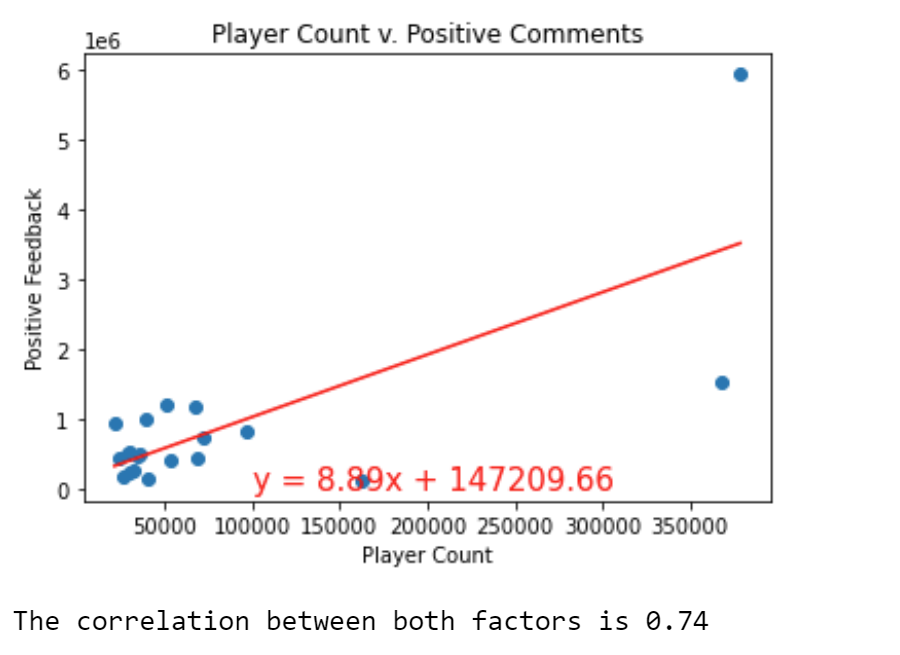 Player Count v. Positive Comments
1e6
6
5
4
3
2
1
0
Positive Feedback
y = 8.89x + 147209.66
50000 100000 150000 200000 250000 300000 350000
Player Count
The correlation between both factors is 0.74